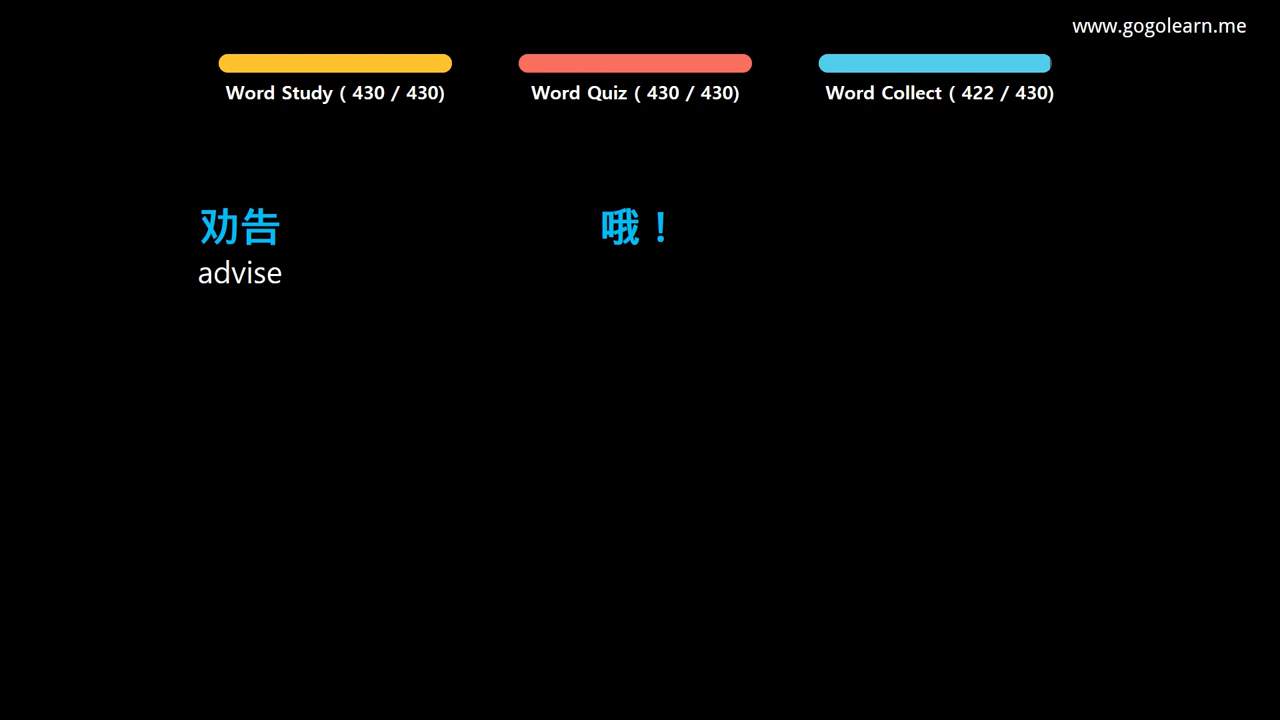 www.gogolearn.me
Word Study ( 430 / 430)
Word Quiz ( 430 / 430)
Word Collect ( 422 / 430)
劝告
advise
哦！